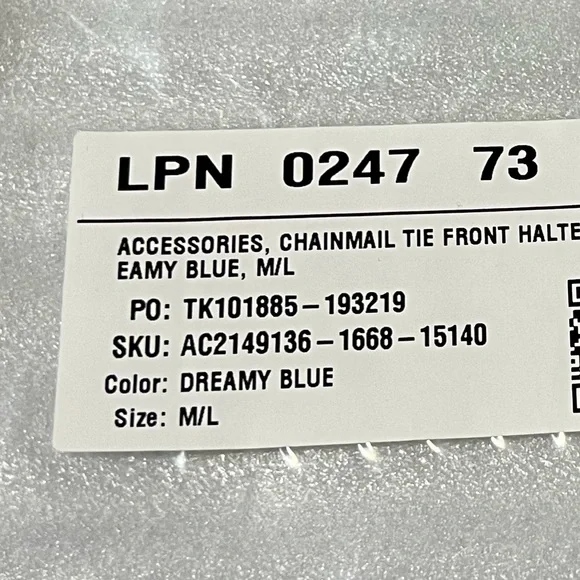 LPN 0247 73
ACCESSORIES, CHAINMAIL TIE FRONT HALTE
EAMY BLUE, M/L
PO: TK101885-193219
SKU: AC2149136-1668-15140
Color: DREAMY BLUE
Size: M/L